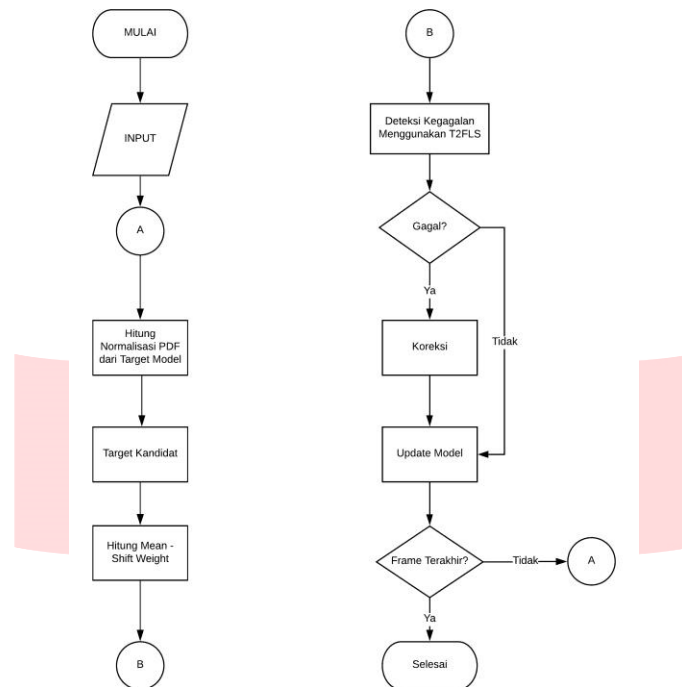 MULAI
INPUT
A
Hitung
Normalisasi PDF
dari Target Model
Target Kandidat
Hitung Mean -
Shift Weight
B
B
Deteksi Kegagalan
Menggunakan T2FLS
Gagal?
Ya
Tidak
Koreksi
Update Model
Frame Terakhir?
Tidak
A
Ya
Selesai